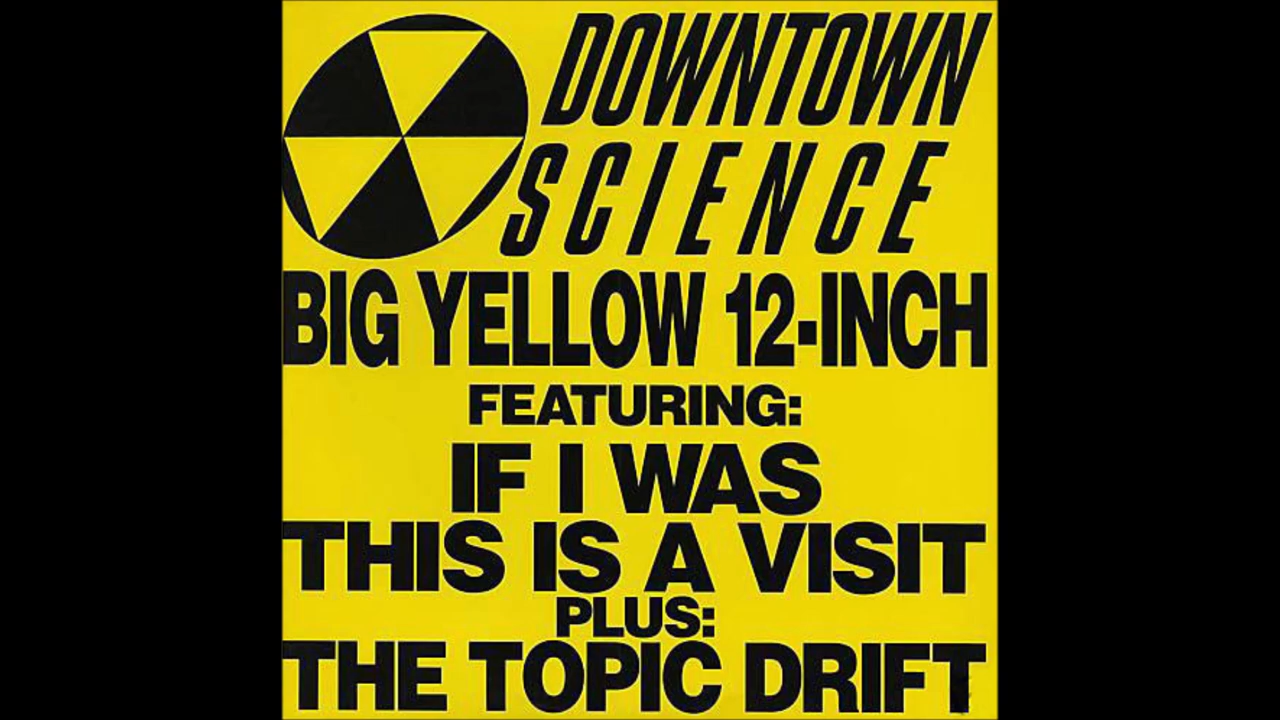 DOWNTOWN
SCIENCE
BIG YELLOW 12-INCH
FEATURING:
IF I WAS
THIS IS A VISIT
PLUS:
THE TOPIC DRIFT